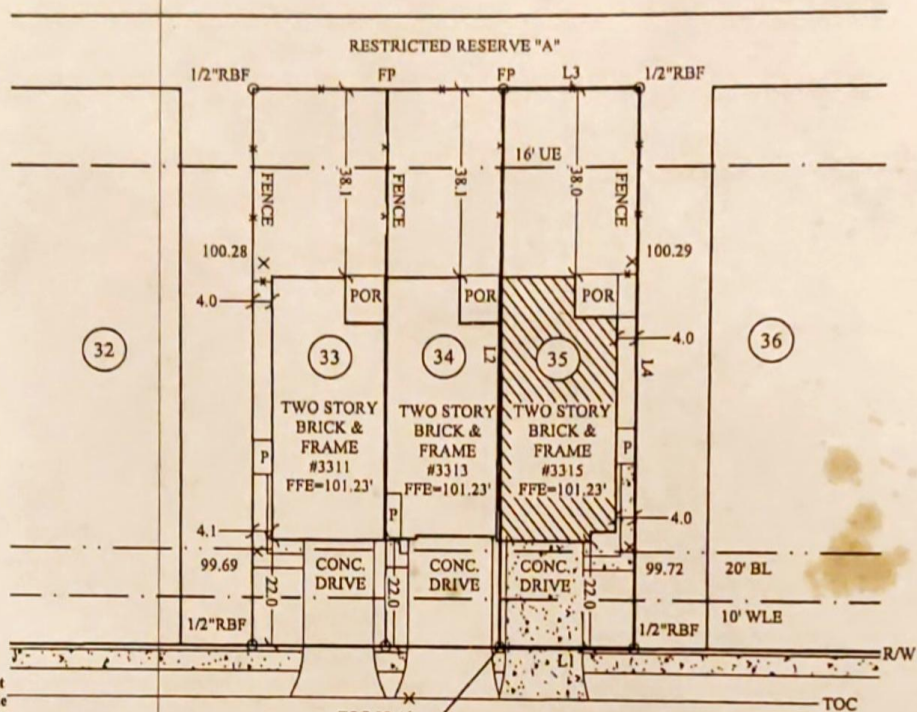 RESTRICTED RESERVE "A"
1/2"RBF
FP
FP
L3
1/2"RBF
16' UE
FENCE
38.1
FENCE
38.1
38.0
FENCE
100.28
100.29
4.0
POR
POR
POR
4.0
32
33
34
L2
35
L4
36
TWO STORY
BRICK &
FRAME
#3311
FFE=101.23'
TWO STORY
BRICK &
FRAME
#3313
FFE=101.23'
TWO STORY
BRICK &
FRAME
#3315
FFE=101.23'
P
P
P
4.1
4.0
99.69
22.0
CONC.
DRIVE
22.0
CONC.
DRIVE
CONC.
DRIVE
22.0
99.72
20' BL
10' WLE
1/2"RBF
1/2"RBF
L1
R/W
TOC